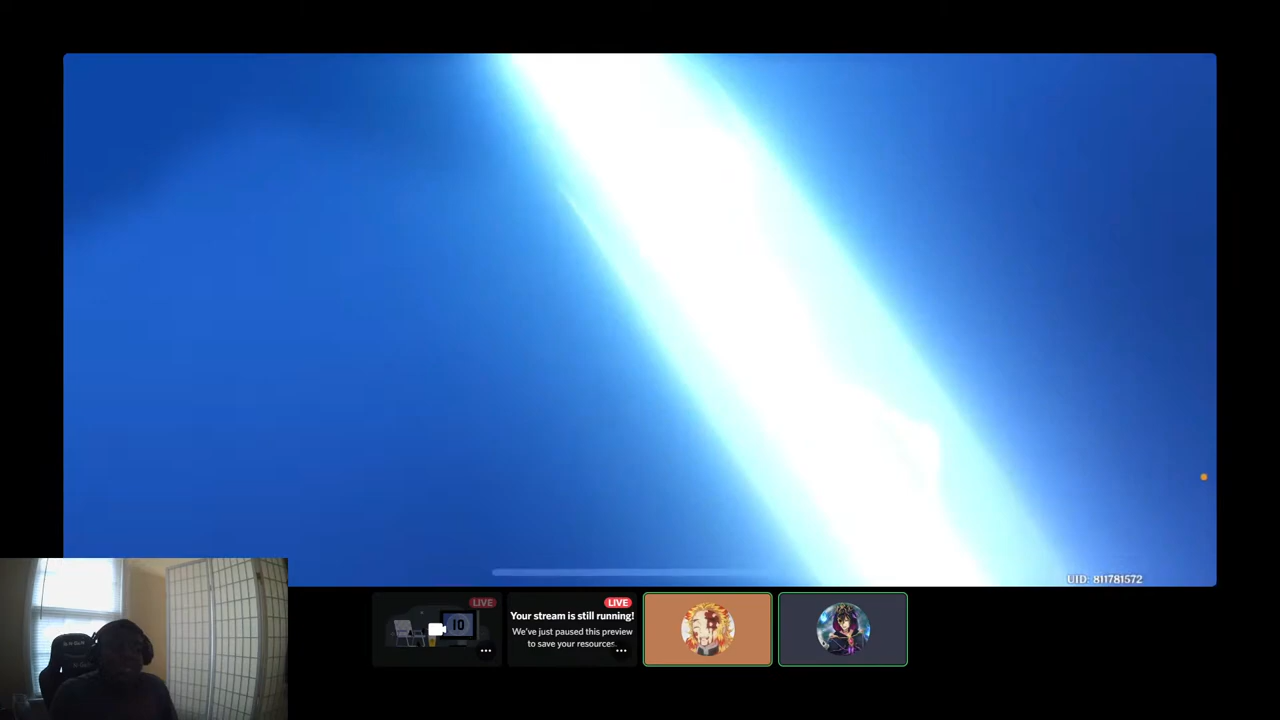 UID: 811781572
LIVE
10
LIVE
Your stream is still running!
We've just paused this preview
to save your resources.